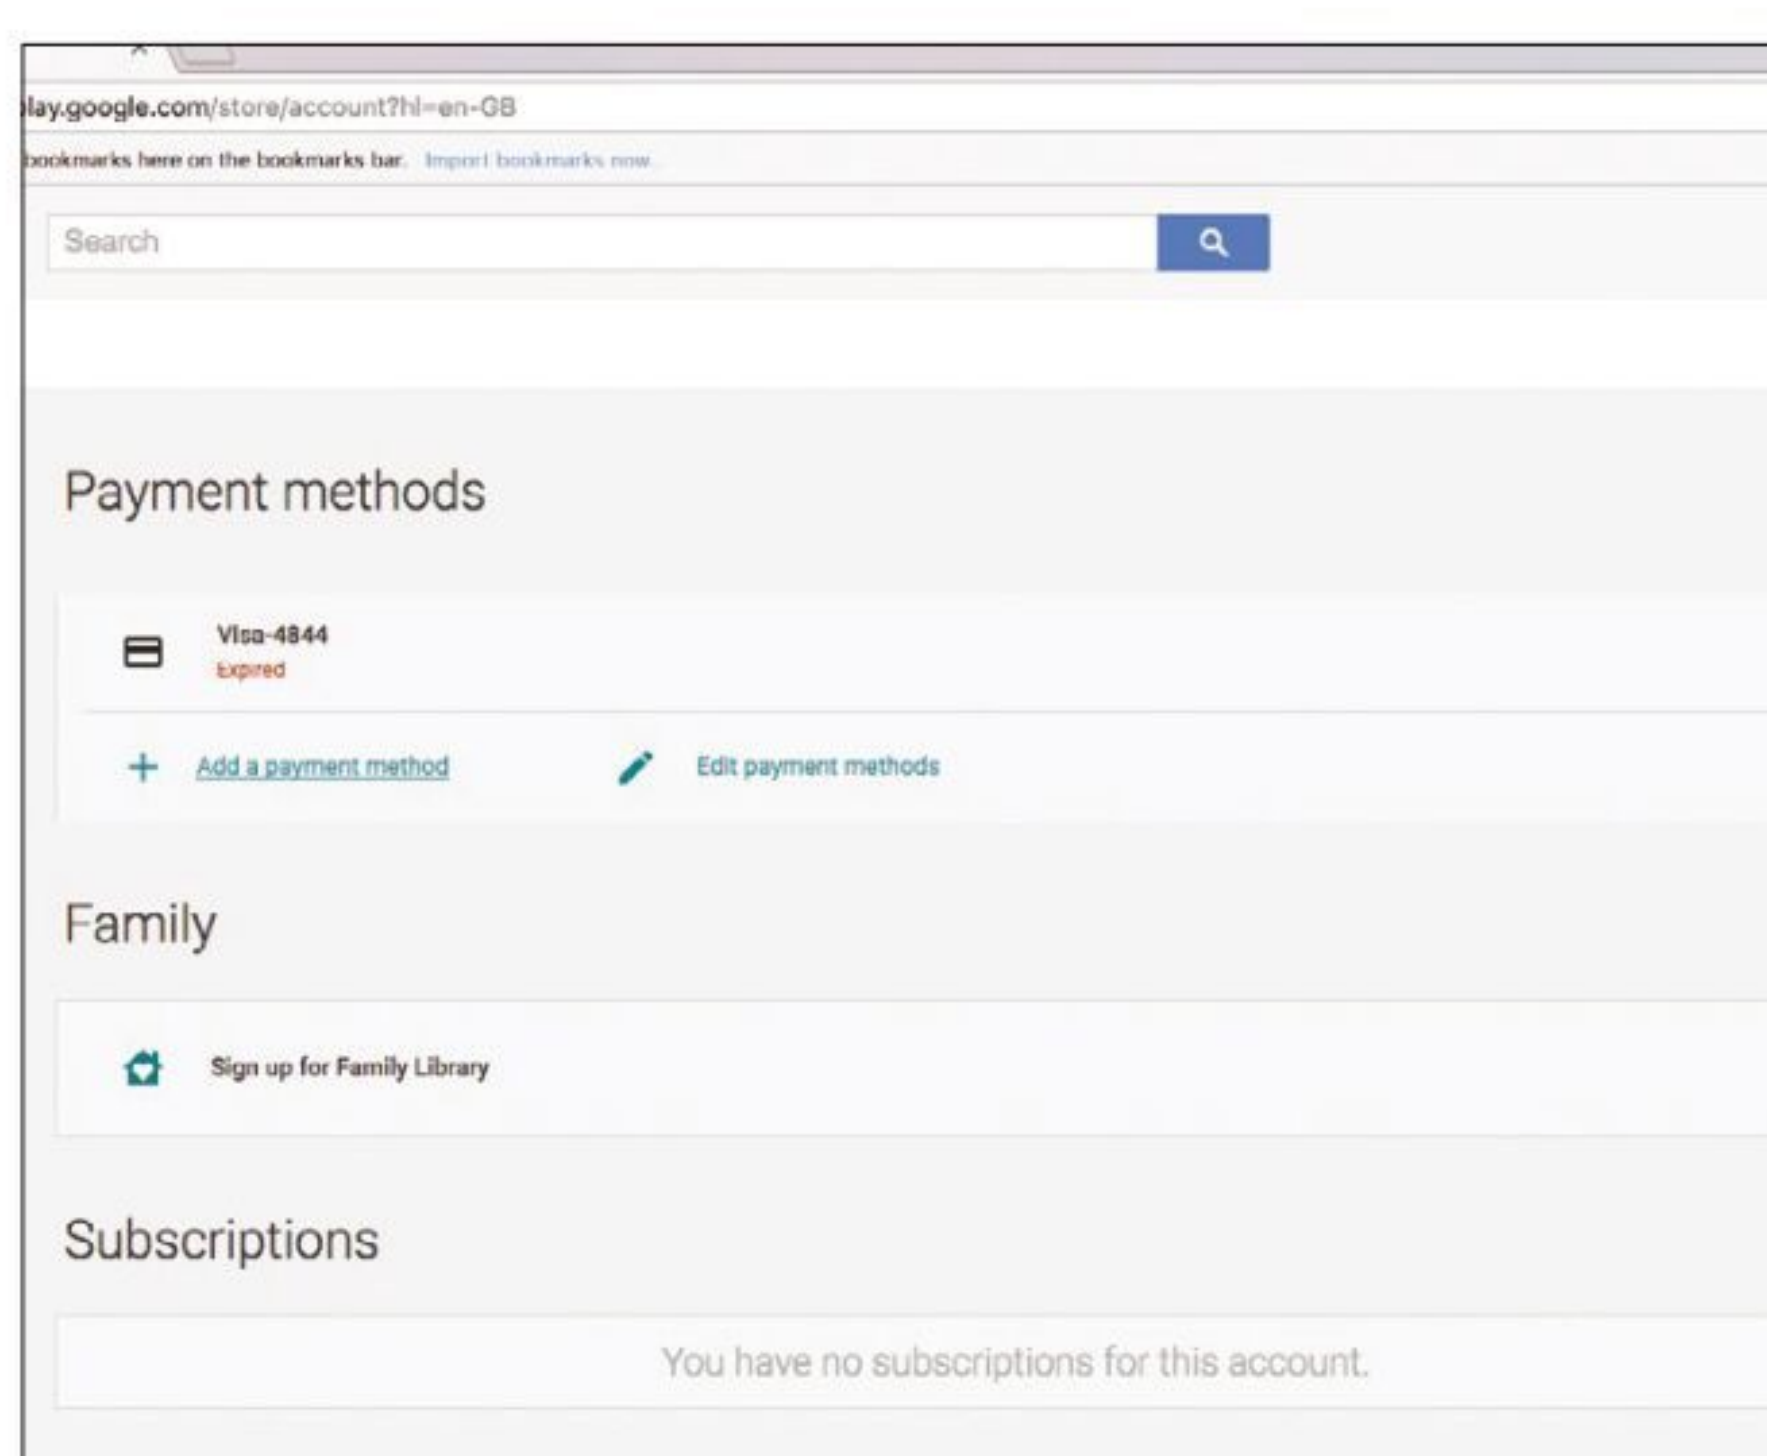 lay.google.com/store/account?hl=en-GB
bookmarks here on the bookmarks bar. Import bookmarks now.
Search
Payment methods
Visa-4844
Expired
Add a payment method Edit payment methods
Family
Sign up for Family Library
Subscriptions
You have no subscriptions for this account.